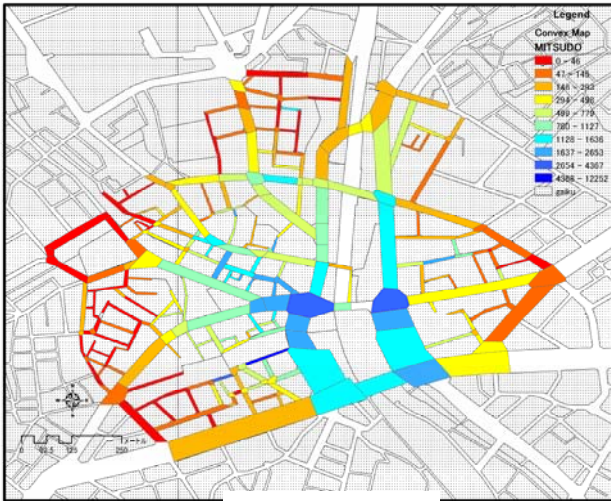 Legend
Convex_Map
MITSUDO
0 - 46
47 - 145
146 - 293
294 - 498
499 - 779
780 - 1127
1128 - 1636
1637 - 2653
2654 - 4367
4368 - 12252
gaiku
メートル
0 62.5 125 250